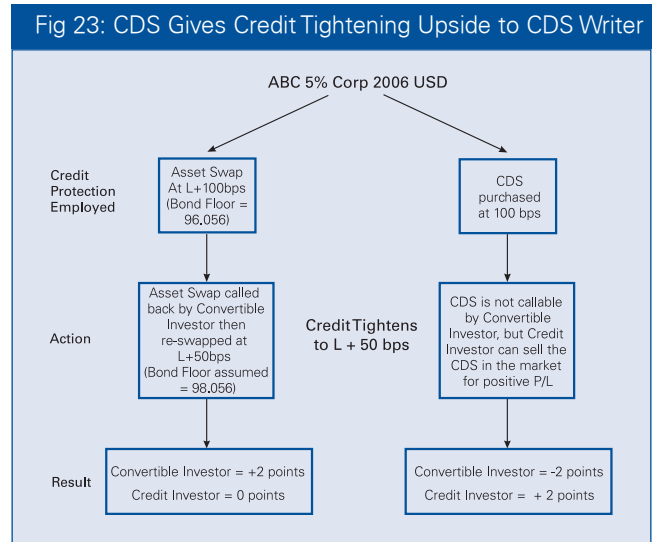 Fig 23: CDS Gives Credit Tightening Upside to CDS Writer
ABC 5% Corp 2006 USD
Credit
Protection
Employed
Asset Swap
At L+100bps
(Bond Floor =
96.056)
CDS
purchased
at 100 bps
Action
Asset Swap called
back by Convertible
Investor then
re-swapped at
L+50bps
(Bond Floor assumed
= 98.056)
Credit Tightens
to L + 50 bps
CDS is not callable
by Convertible
Investor, but Credit
Investor can sell the
CDS in the market
for positive P/L
Result
Convertible Investor = +2 points
Credit Investor = 0 points
Convertible Investor = -2 points
Credit Investor = + 2 points